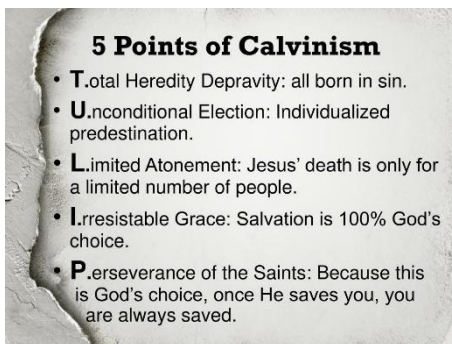 5 Points of Calvinism
• T.otal Heredity Depravity: all born in sin.
• U.nconditional Election: Individualized
predestination.
• L.imited Atonement: Jesus' death is only for
a limited number of people.
• I.rresistable Grace: Salvation is 100% God's
choice.
• P.erseverance of the Saints: Because this
is God's choice, once He saves you, you
are always saved.